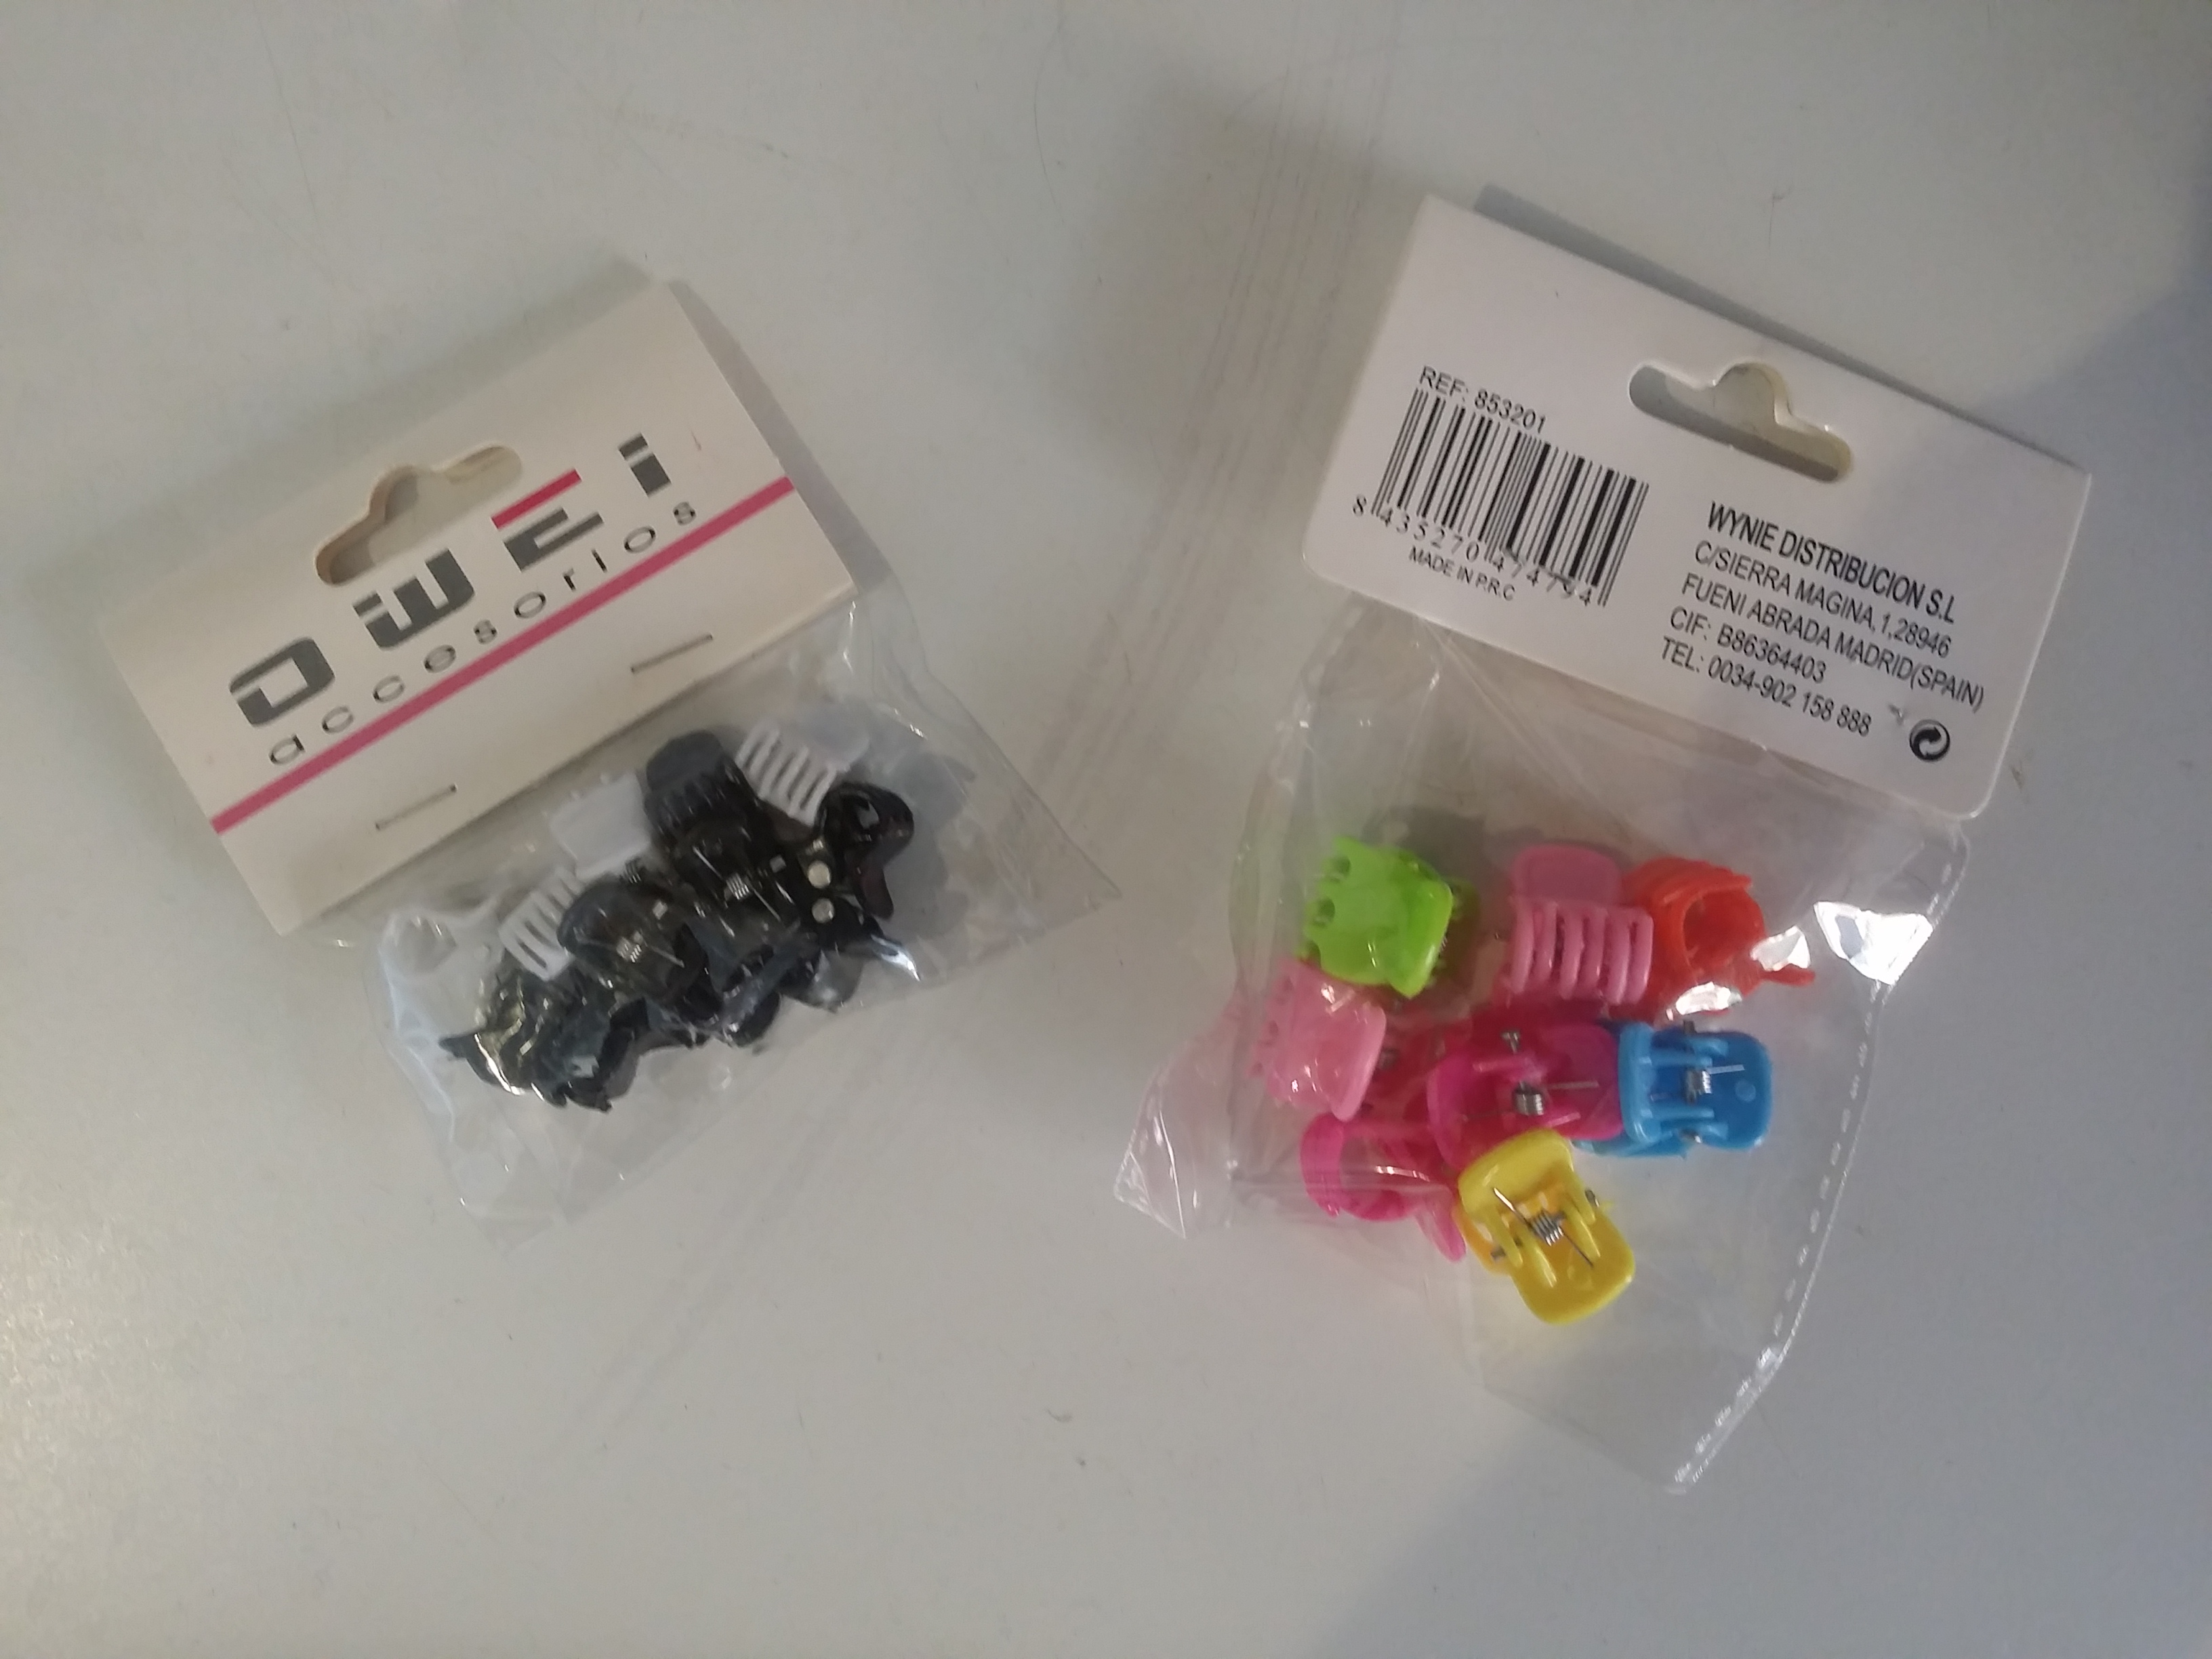 OWEI
accesorios
REF: 853201
8 435270 474794
MADE IN P.R.C
WYNIE DISTRIBUCION S.L
C/SIERRA MAGINA,1,28946
FUENI ABRADA MADRID(SPAIN)
CIF: B86364403
TEL: 0034-902 158 888